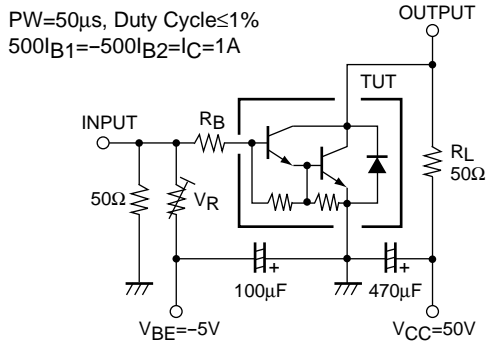 PW=50μs, Duty Cycle≤1%
500IB1=−500IB2=IC=1A
OUTPUT
TUT
INPUT
RB
RL
50Ω
50Ω
VR
+
+
100μF
470μF
VBE=−5V
VCC=50V